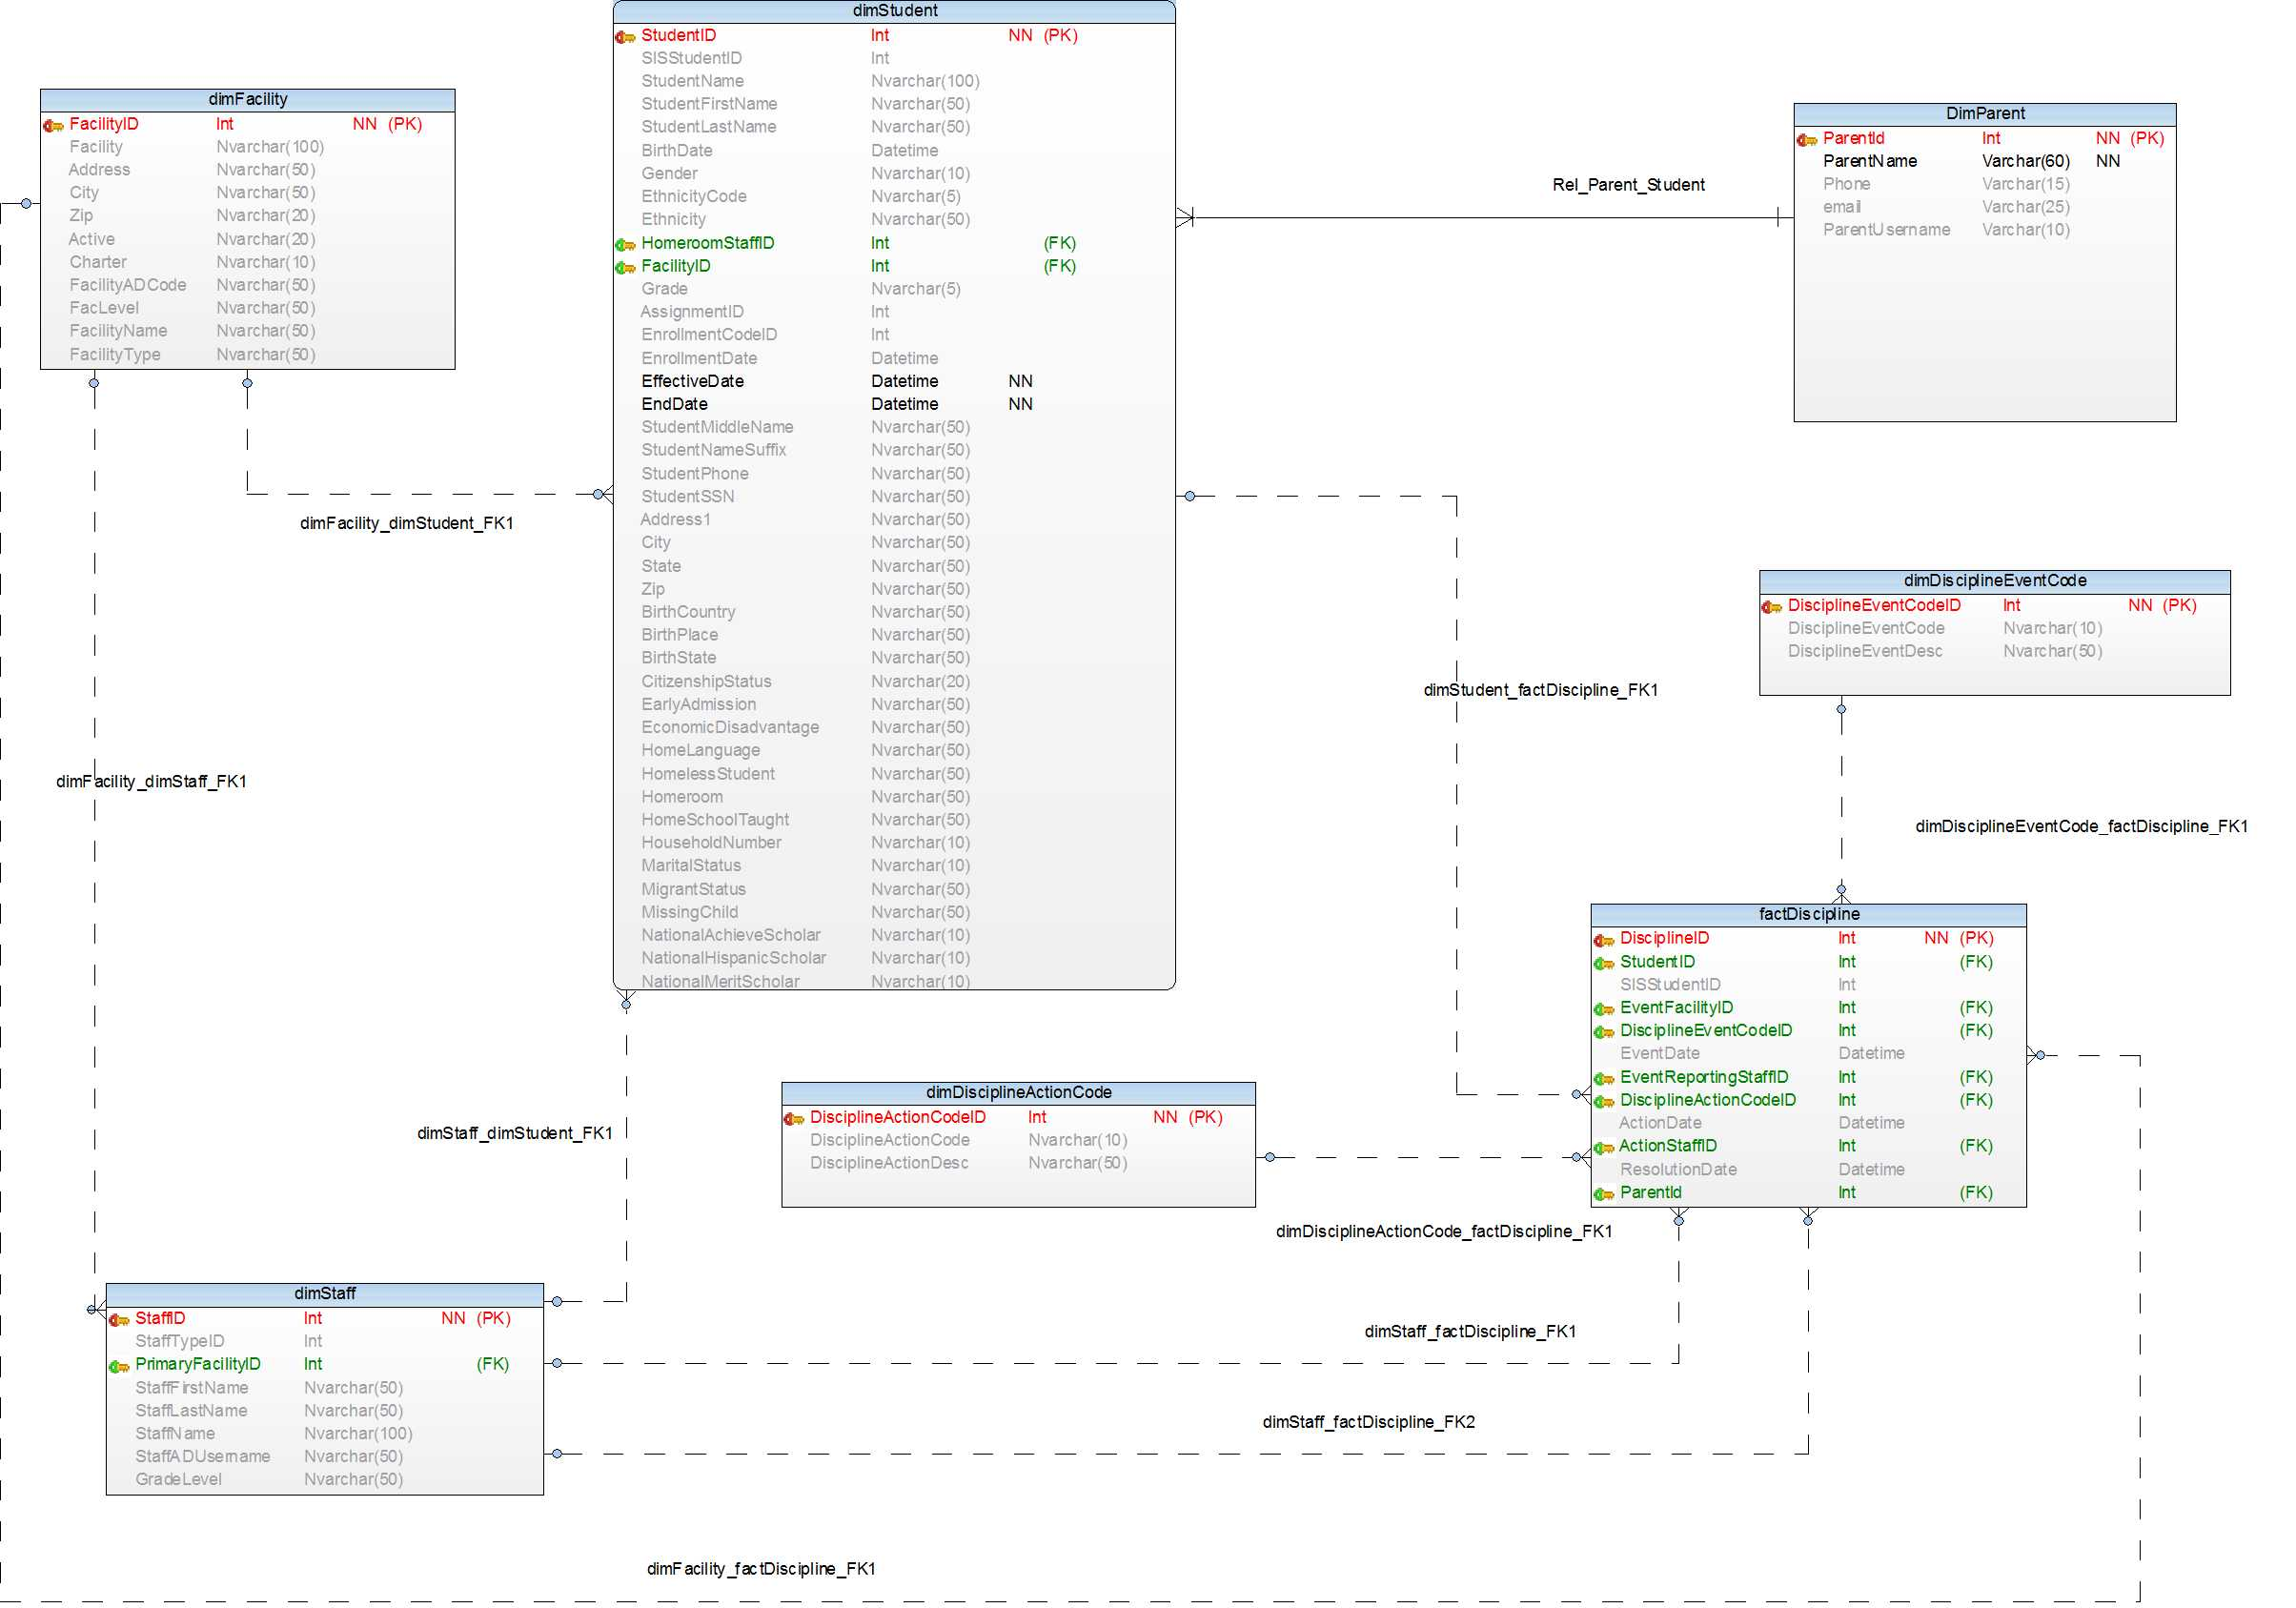 dimStudent
StudentID Int NN (PK)
SISStudentID Int
StudentName Nvarchar(100)
StudentFirstName Nvarchar(50)
StudentLastName Nvarchar(50)
BirthDate Datetime
Gender Nvarchar(10)
EthnicityCode Nvarchar(5)
Ethnicity Nvarchar(50)
HomeroomStaffID Int (FK)
FacilityID Int (FK)
Grade Nvarchar(5)
AssignmentID Int
EnrollmentCodeID Int
EnrollmentDate Datetime
EffectiveDate Datetime NN
EndDate Datetime NN
StudentMiddleName Nvarchar(50)
StudentNameSuffix Nvarchar(50)
StudentPhone Nvarchar(50)
StudentSSN Nvarchar(50)
Address1 Nvarchar(50)
City Nvarchar(50)
State Nvarchar(50)
Zip Nvarchar(50)
BirthCountry Nvarchar(50)
BirthPlace Nvarchar(50)
BirthState Nvarchar(50)
CitizenshipStatus Nvarchar(20)
EarlyAdmission Nvarchar(50)
EconomicDisadvantage Nvarchar(50)
HomeLanguage Nvarchar(50)
HomelessStudent Nvarchar(50)
Homeroom Nvarchar(50)
HomeSchoolTaught Nvarchar(50)
HouseholdNumber Nvarchar(10)
MaritalStatus Nvarchar(10)
MigrantStatus Nvarchar(50)
MissingChild Nvarchar(50)
NationalAchieveScholar Nvarchar(10)
NationalHispanicScholar Nvarchar(10)
NationalMeritScholar Nvarchar(10)
dimFacility
FacilityID Int NN (PK)
Facility Nvarchar(100)
Address Nvarchar(50)
City Nvarchar(50)
Zip Nvarchar(20)
Active Nvarchar(20)
Charter Nvarchar(10)
FacilityADCode Nvarchar(50)
FacLevel Nvarchar(50)
FacilityName Nvarchar(50)
FacilityType Nvarchar(50)
DimParent
ParentId Int NN (PK)
ParentName Varchar(60) NN
Phone Varchar(15)
email Varchar(25)
ParentUsername Varchar(10)
Rel_Parent_Student
dimFacility_dimStudent_FK1
dimDisciplineEventCode
DisciplineEventCodeID Int NN (PK)
DisciplineEventCode Nvarchar(10)
DisciplineEventDesc Nvarchar(50)
dimStudent_factDiscipline_FK1
dimFacility_dimStaff_FK1
dimDisciplineEventCode_factDiscipline_FK1
factDiscipline
DisciplineID Int NN (PK)
StudentID Int (FK)
SISStudentID Int
EventFacilityID Int (FK)
DisciplineEventCodeID Int (FK)
EventDate Datetime
EventReportingStaffID Int (FK)
DisciplineActionCodeID Int (FK)
ActionDate Datetime
ActionStaffID Int (FK)
ResolutionDate Datetime
ParentId Int (FK)
dimDisciplineActionCode
DisciplineActionCodeID Int NN (PK)
DisciplineActionCode Nvarchar(10)
DisciplineActionDesc Nvarchar(50)
dimStaff_dimStudent_FK1
dimDisciplineActionCode_factDiscipline_FK1
dimStaff
StaffID Int NN (PK)
StaffTypeID Int
PrimaryFacilityID Int (FK)
StaffFirstName Nvarchar(50)
StaffLastName Nvarchar(50)
StaffName Nvarchar(100)
StaffADUsername Nvarchar(50)
GradeLevel Nvarchar(50)
dimStaff_factDiscipline_FK1
dimStaff_factDiscipline_FK2
dimFacility_factDiscipline_FK1